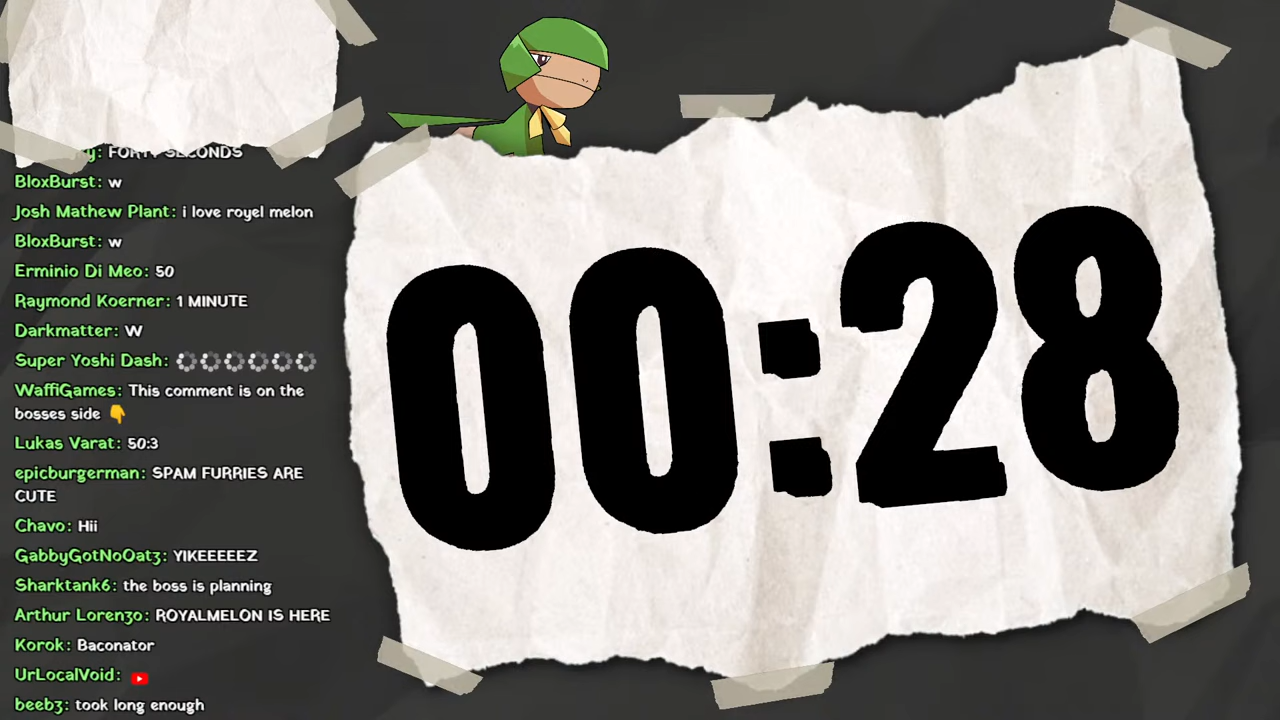 FORTY SECONDS
BloxBurst: w
Josh Mathew Plant: i love royel melon
BloxBurst: w
Erminio Di Meo: 50
Raymond Koerner: 1 MINUTE
Darkmatter: W
Super Yoshi Dash:
WaffiGames: This comment is on the
bosses side 👇
Lukas Varat: 50:3
epicburgerman: SPAM FURRIES ARE
CUTE
Chavo: Hii
GabbyGotNoOatz: YIKEEEEEZ
Sharktank6: the boss is planning
Arthur Lorenzo: ROYALMELON IS HERE
Korok: Baconator
UrLocalVoid:
beebz: took long enough
00:28